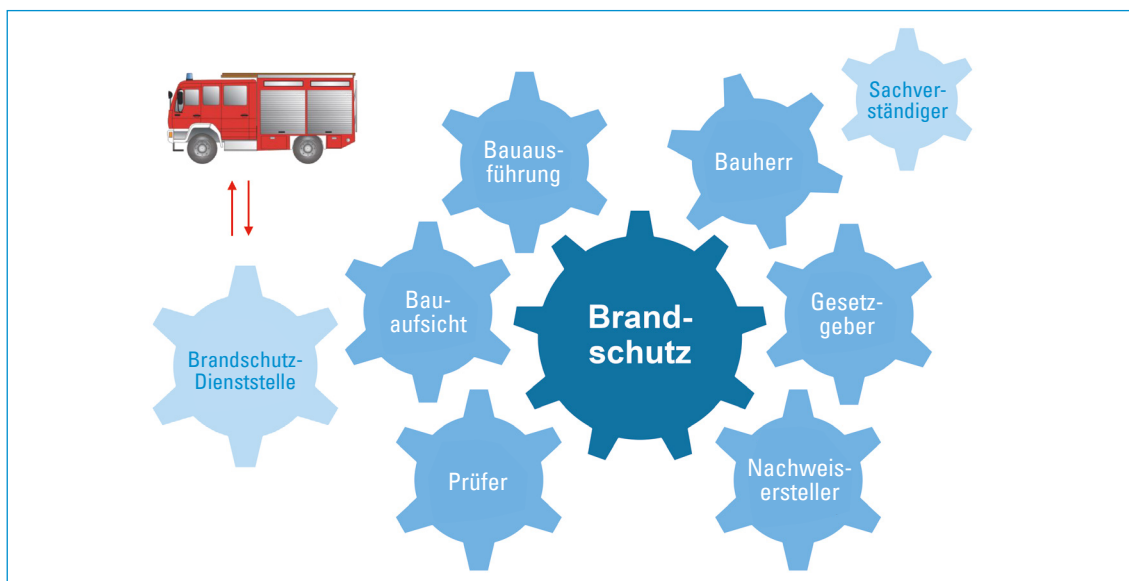 Sachver-
ständiger
Bauaus-
führung
Bauherr
Bau-
aufsicht
Brand-
schutz
Gesetz-
geber
Brandschutz-
Dienststelle
Prüfer
Nachweis-
ersteller